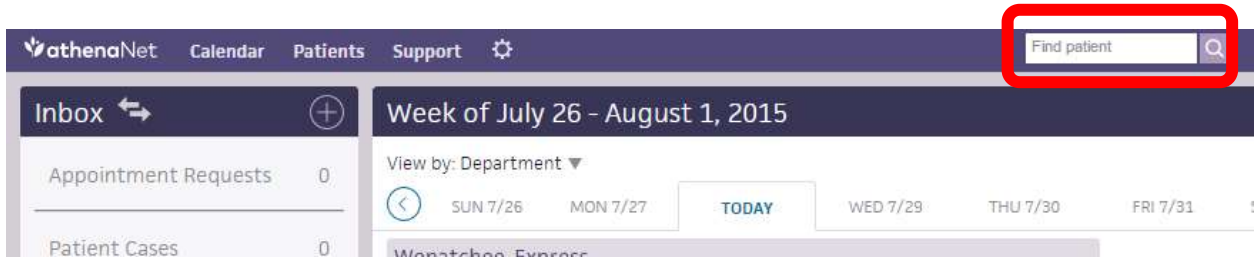 athenaNet Calendar Patients Support Find patient
Inbox
Week of July 26 - August 1, 2015
Appointment Requests 0
View by: Department
SUN 7/26 MON 7/27 TODAY WED 7/29 THU 7/30 FRI 7/31
Patient Cases 0